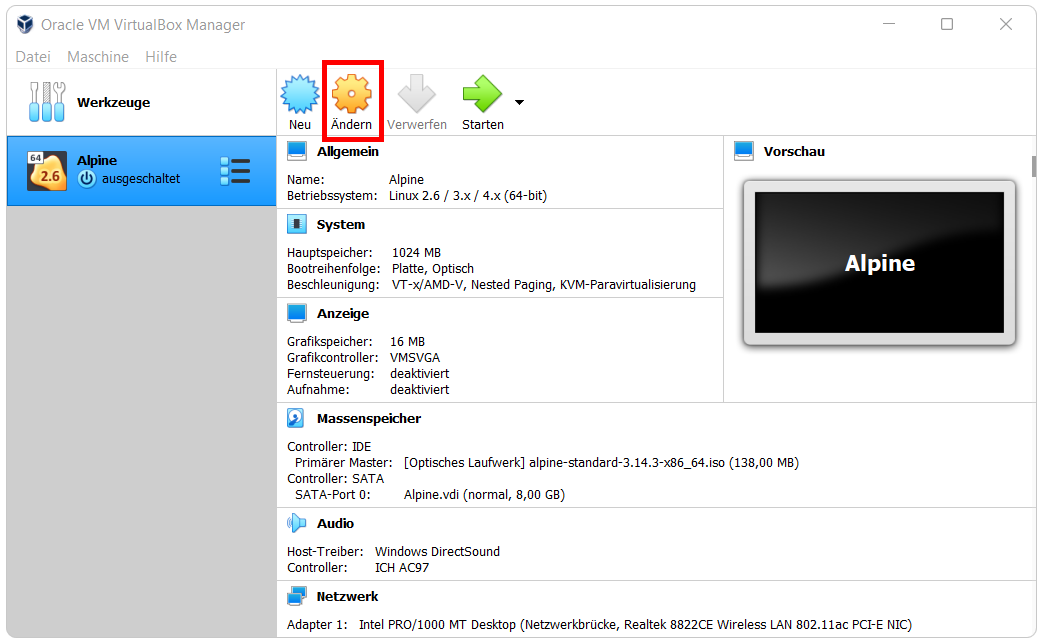 Oracle VM VirtualBox Manager
Datei Maschine Hilfe
Werkzeuge
Neu Ändern Verwerfen Starten
64
2.6
Alpine
ausgeschaltet
Allgemein
Name: Alpine
Betriebssystem: Linux 2.6 / 3.x / 4.x (64-bit)
System
Hauptspeicher: 1024 MB
Bootreihenfolge: Platte, Optisch
Beschleunigung: VT-x/AMD-V, Nested Paging, KVM-Paravirtualisierung
Anzeige
Grafikspeicher: 16 MB
Grafikcontroller: VMSVGA
Fernsteuerung: deaktiviert
Aufnahme: deaktiviert
Vorschau
Alpine
Massenspeicher
Controller: IDE
Primärer Master: [Optisches Laufwerk] alpine-standard-3.14.3-x86_64.iso (138,00 MB)
Controller: SATA
SATA-Port 0: Alpine.vdi (normal, 8,00 GB)
Audio
Host-Treiber: Windows DirectSound
Controller: ICH AC97
Netzwerk
Adapter 1: Intel PRO/1000 MT Desktop (Netzwerkbrücke, Realtek 8822CE Wireless LAN 802.11ac PCI-E NIC)